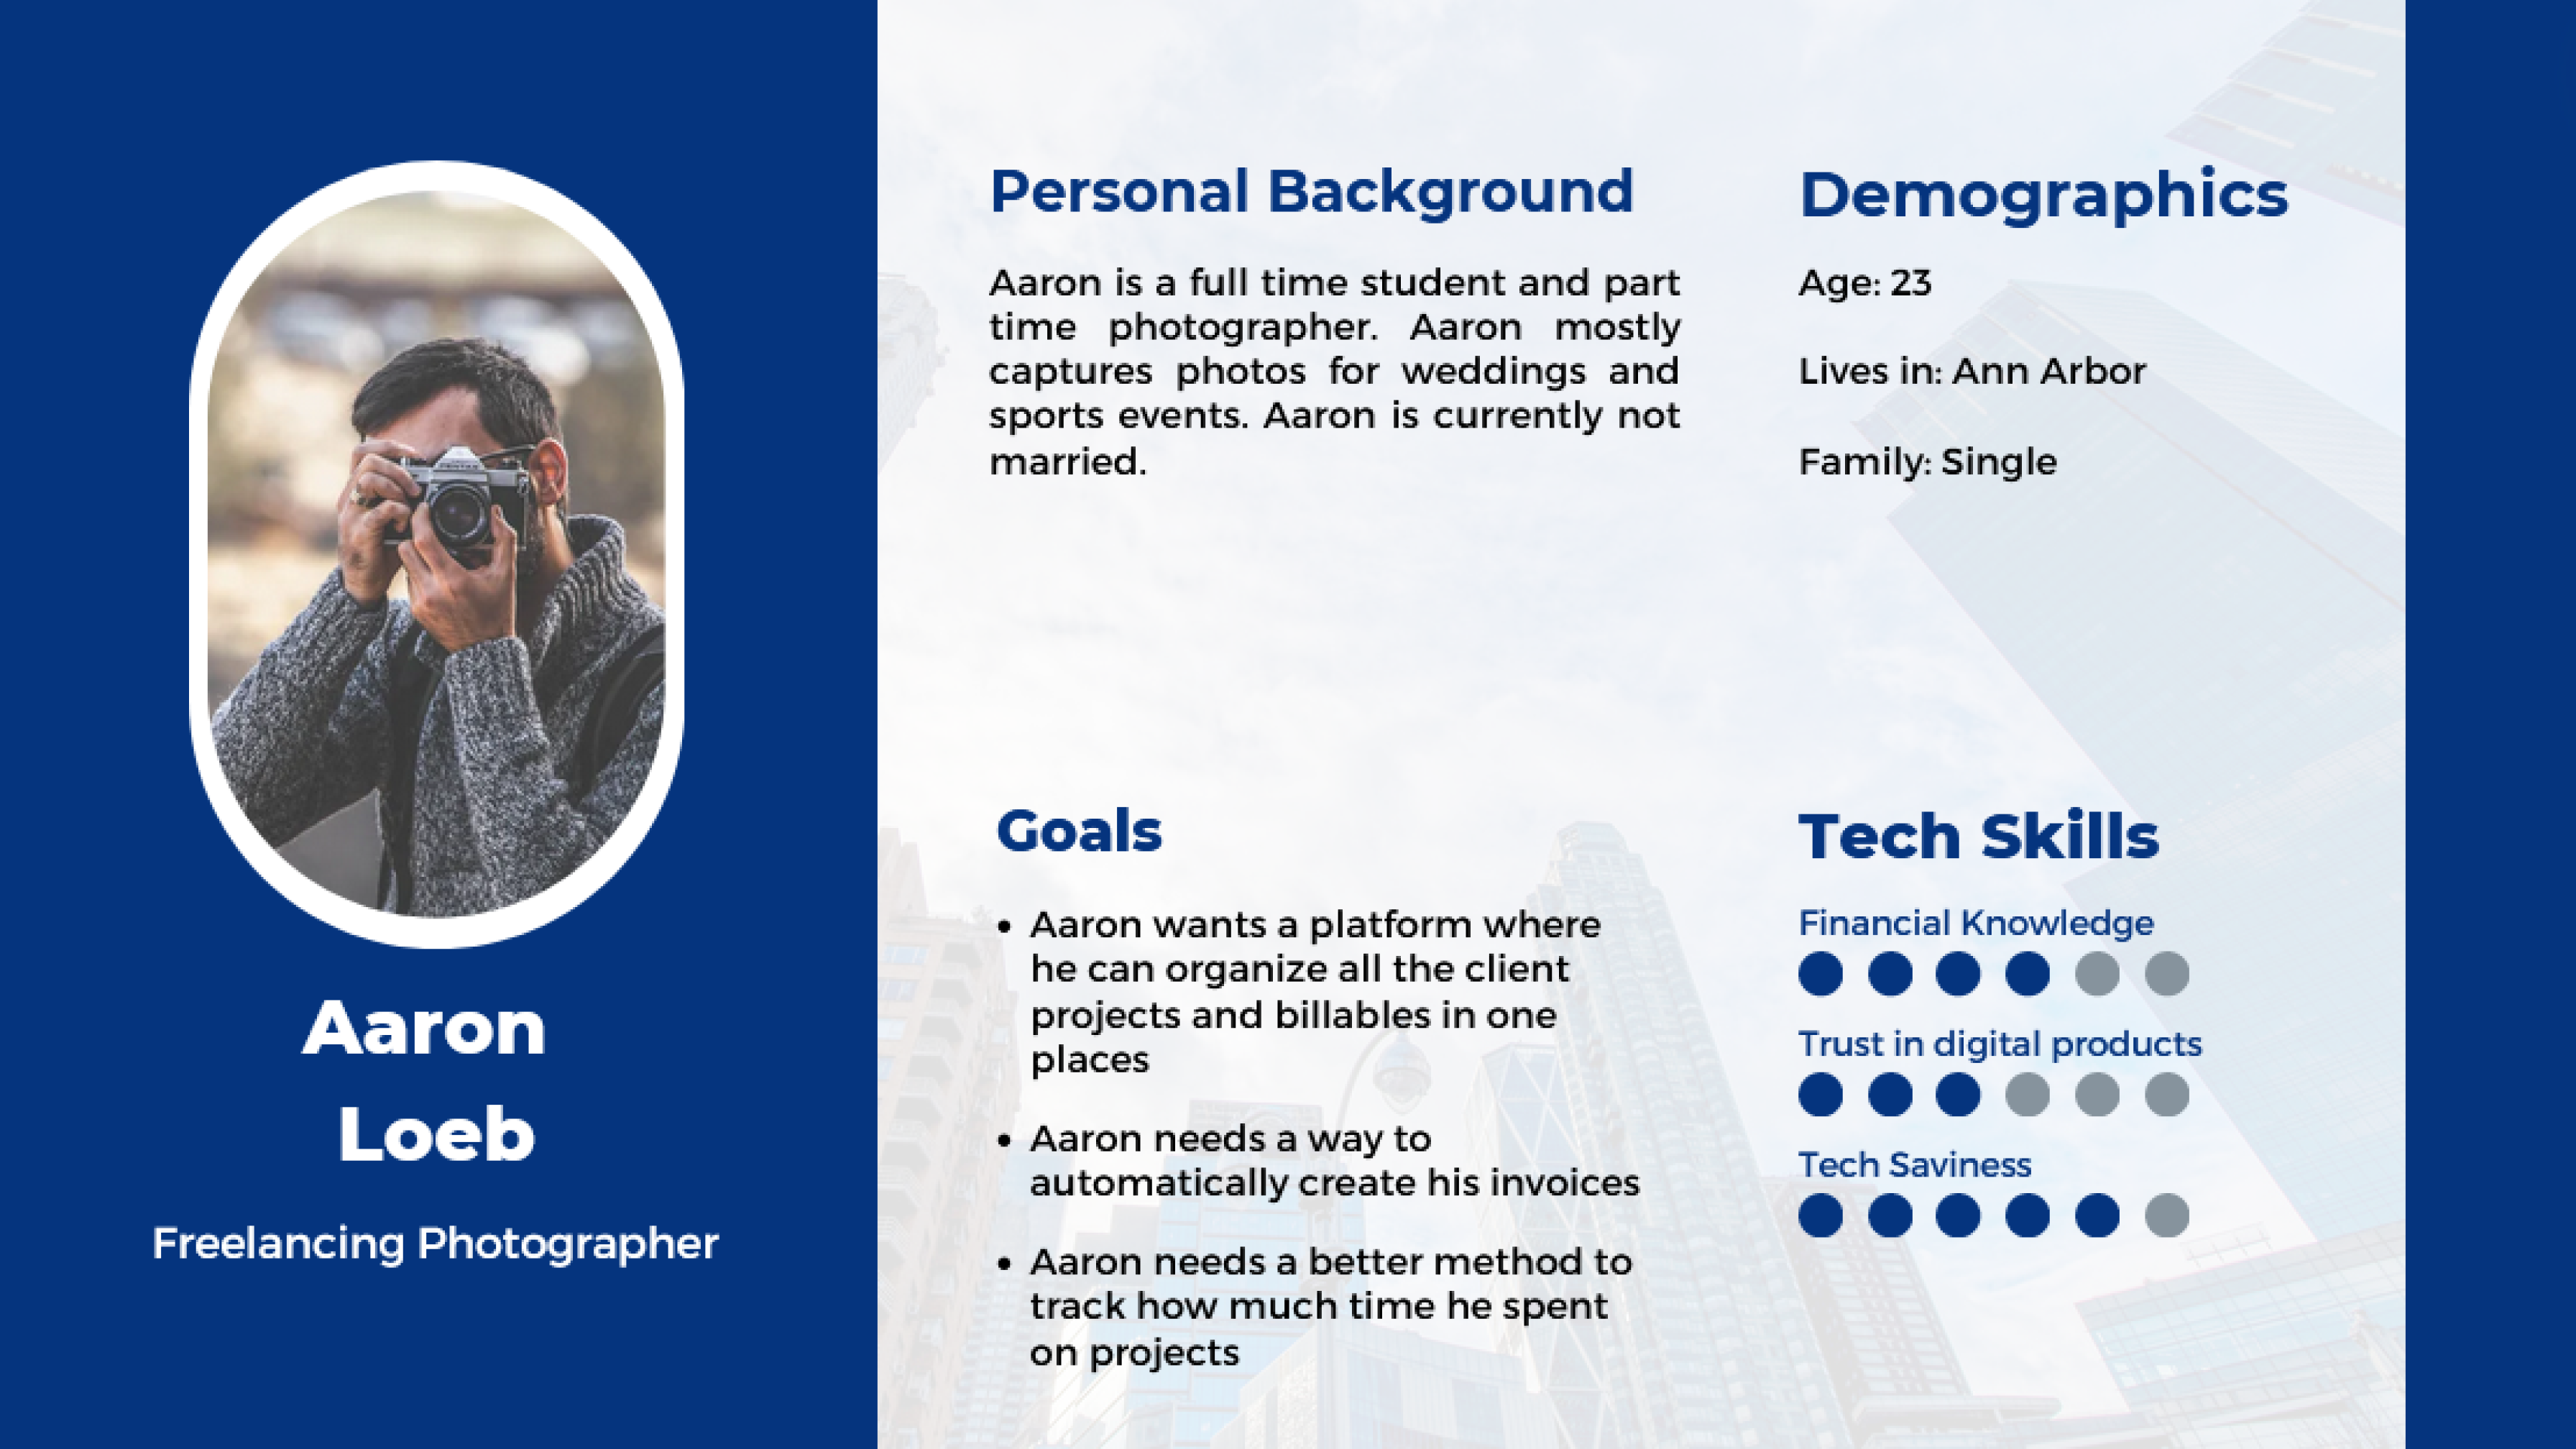 Aaron
Loeb
Freelancing Photographer
Personal Background
Aaron is a full time student and part
time photographer. Aaron mostly
captures photos for weddings and
sports events. Aaron is currently not
married.
Demographics
Age: 23
Lives in: Ann Arbor
Family: Single
Goals
• Aaron wants a platform where
he can organize all the client
projects and billables in one
places
• Aaron needs a way to
automatically create his invoices
• Aaron needs a better method to
track how much time he spent
on projects
Tech Skills
Financial Knowledge
Trust in digital products
Tech Saviness
PENTAX